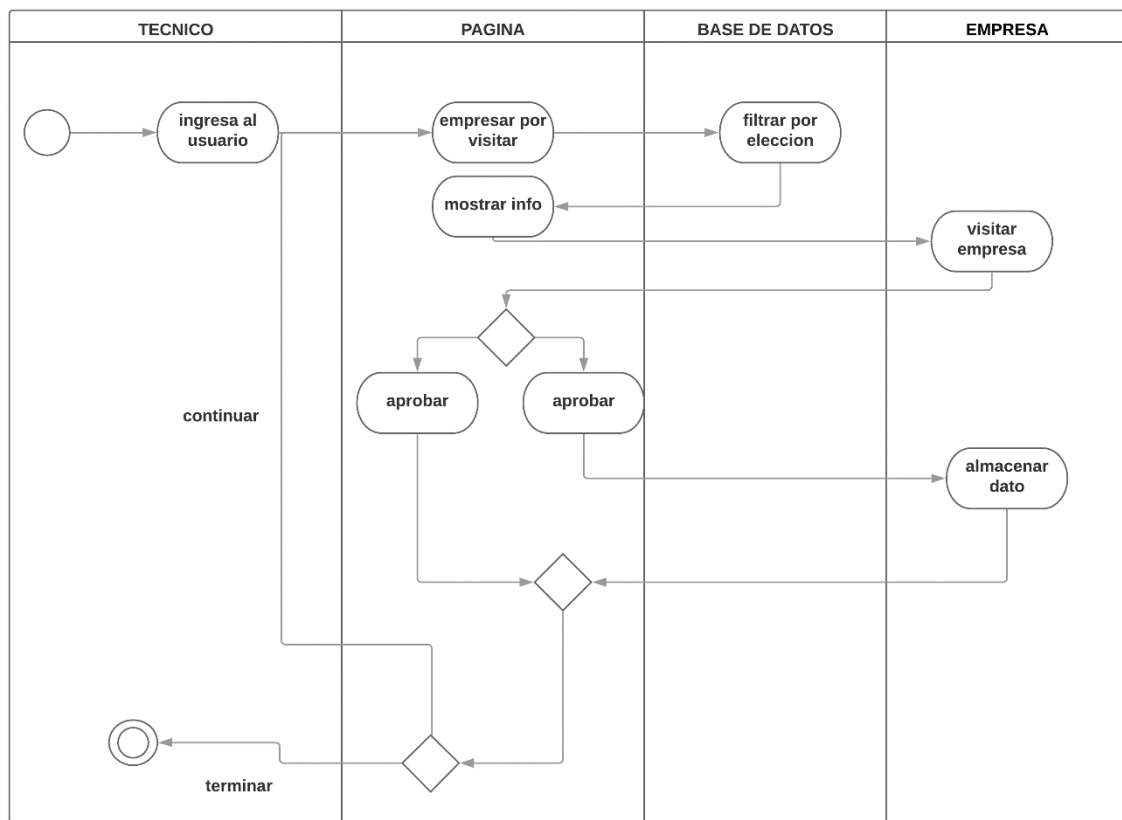 TECNICO
PAGINA
BASE DE DATOS
EMPRESA
ingresa al
usuario
empresar por
visitar
filtrar por
eleccion
mostrar info
visitar
empresa
aprobar
aprobar
continuar
almacenar
dato
terminar